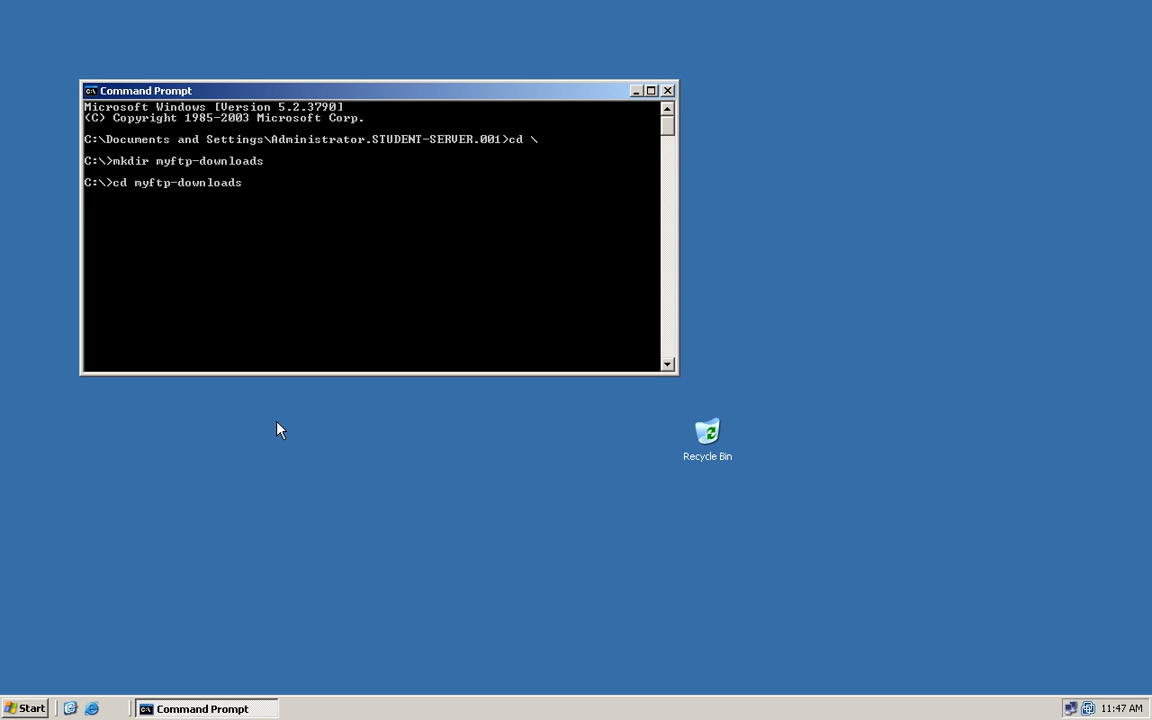 Command Prompt
Microsoft Windows [Version 5.2.3790]
(C) Copyright 1985-2003 Microsoft Corp.
C:\Documents and Settings\Administrator.STUDENT-SERVER.001>cd \
C:\>mkdir myftp-downloads
C:\>cd myftp-downloads
Recycle Bin
Start
Command Prompt
11:47 AM